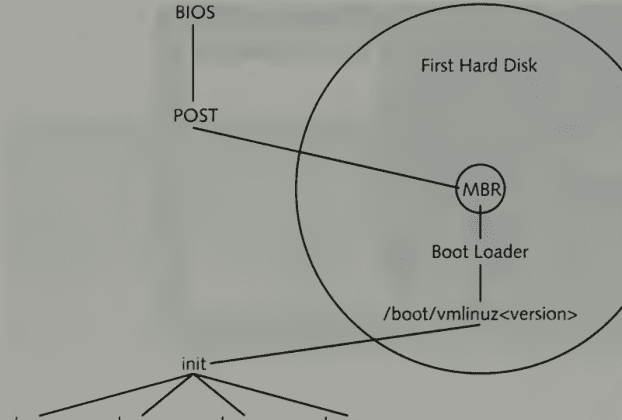 BIOS
First Hard Disk
POST
MBR
Boot Loader
/boot/vmlinuz<version>
init